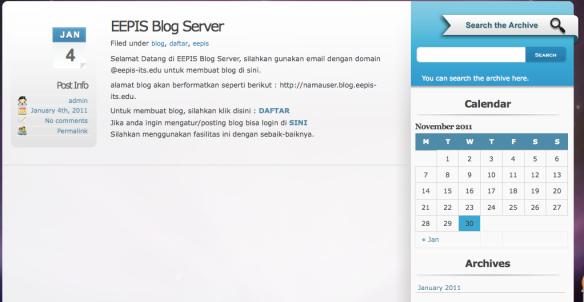 JAN
4
Post Info
admin
January 4th, 2011
No comments
Permalink
EEPIS Blog Server
Filed under blog, daftar, eepis
Selamat Datang di EEPIS Blog Server, silahkan gunakan email dengan domain
@eepis-its.edu untuk membuat blog di sini.
alamat blog akan berformatkan seperti berikut : http://namauser.blog.eepis-
its.edu.
Untuk membuat blog, silahkan klik disini : DAFTAR
Jika anda ingin mengatur/posting blog bisa login di SINI
Silahkan menggunakan fasilitas ini dengan sebaik-baiknya.
Search the Archive
SEARCH
You can search the archive here.
Calendar
November 2011
M T W T F S S
1 2 3 4 5 6
7 8 9 10 11 12 13
14 15 16 17 18 19 20
21 22 23 24 25 26 27
28 29 30
« Jan
Archives
January 2011